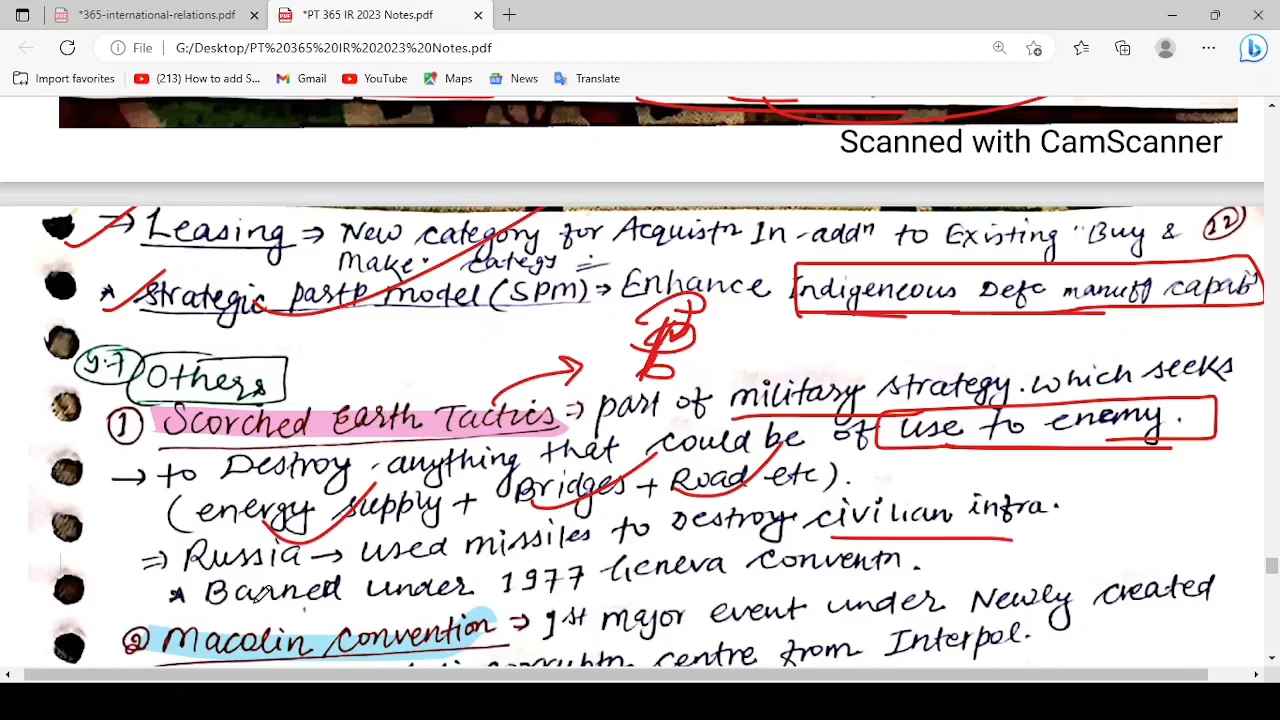 *365-international-relations.pdf
*PT 365 IR 2023 Notes.pdf
File
G:/Desktop/PT%20365%20IR%202023%20Notes.pdf
Import favorites
(213) How to add S...
Gmail
YouTube
Maps
News
Translate
Scanned with CamScanner
→ Leasing ⇒ New category for Acquistn In-addn to Existing "Buy & 12
Make. categy
* strategic partp model (SPM) ⇒ Enhance Indigeneous Defc manuff capab
9.7 Others
① Scorched Earth Tactics ⇒ part of military strategy. which seeks
→ to Destroy. anything that could be of use to enemy.
(energy supply + Bridges + Road etc).
⇒ Russia → used missiles to Destroy civilian infra.
* Banned under 1977 Geneva conventn.
② Macolin convention ⇒ 1st major event under Newly created
centre from Interpol.